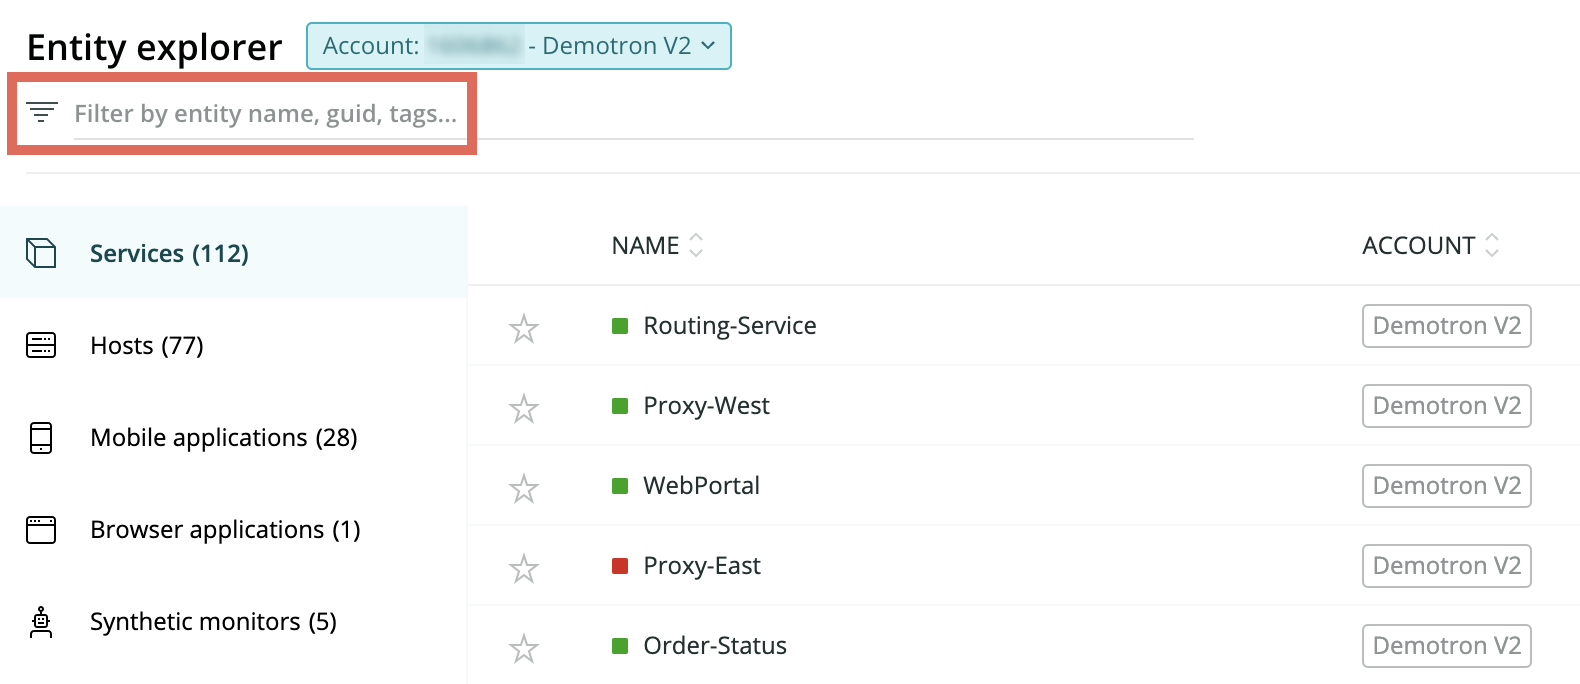 Entity explorer
Account: - Demotron V2
Filter by entity name, guid, tags...
Services (112)
Hosts (77)
Mobile applications (28)
Browser applications (1)
Synthetic monitors (5)
NAME ACCOUNT
Routing-Service Demotron V2
Proxy-West Demotron V2
WebPortal Demotron V2
Proxy-East Demotron V2
Order-Status Demotron V2